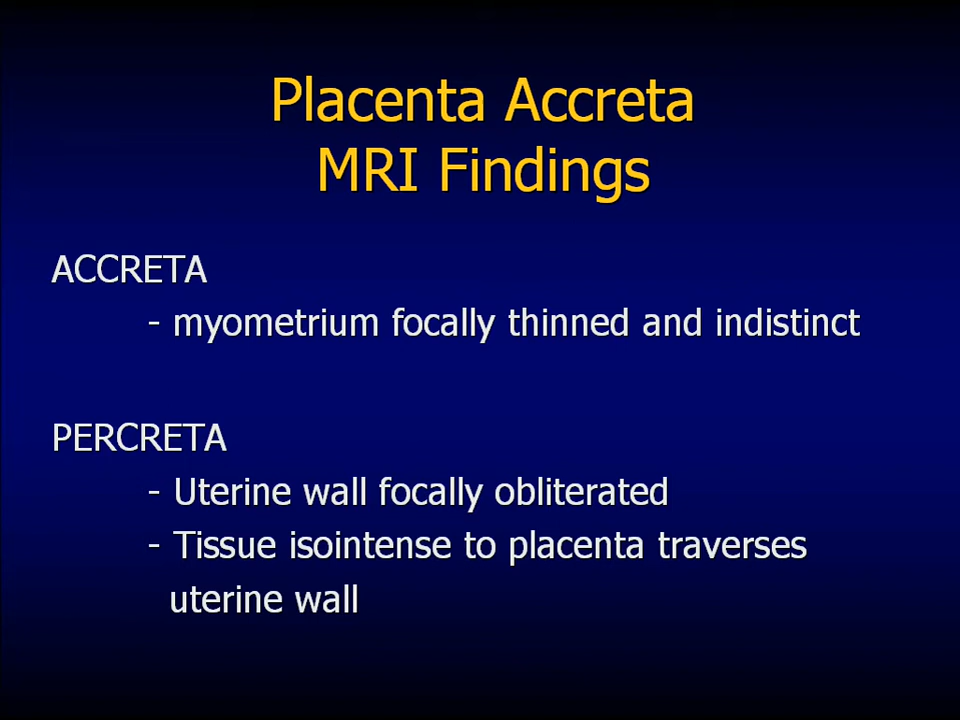 Placenta Accreta
MRI Findings
ACCRETA
- myometrium focally thinned and indistinct
PERCRETA
- Uterine wall focally obliterated
- Tissue isointense to placenta traverses
uterine wall